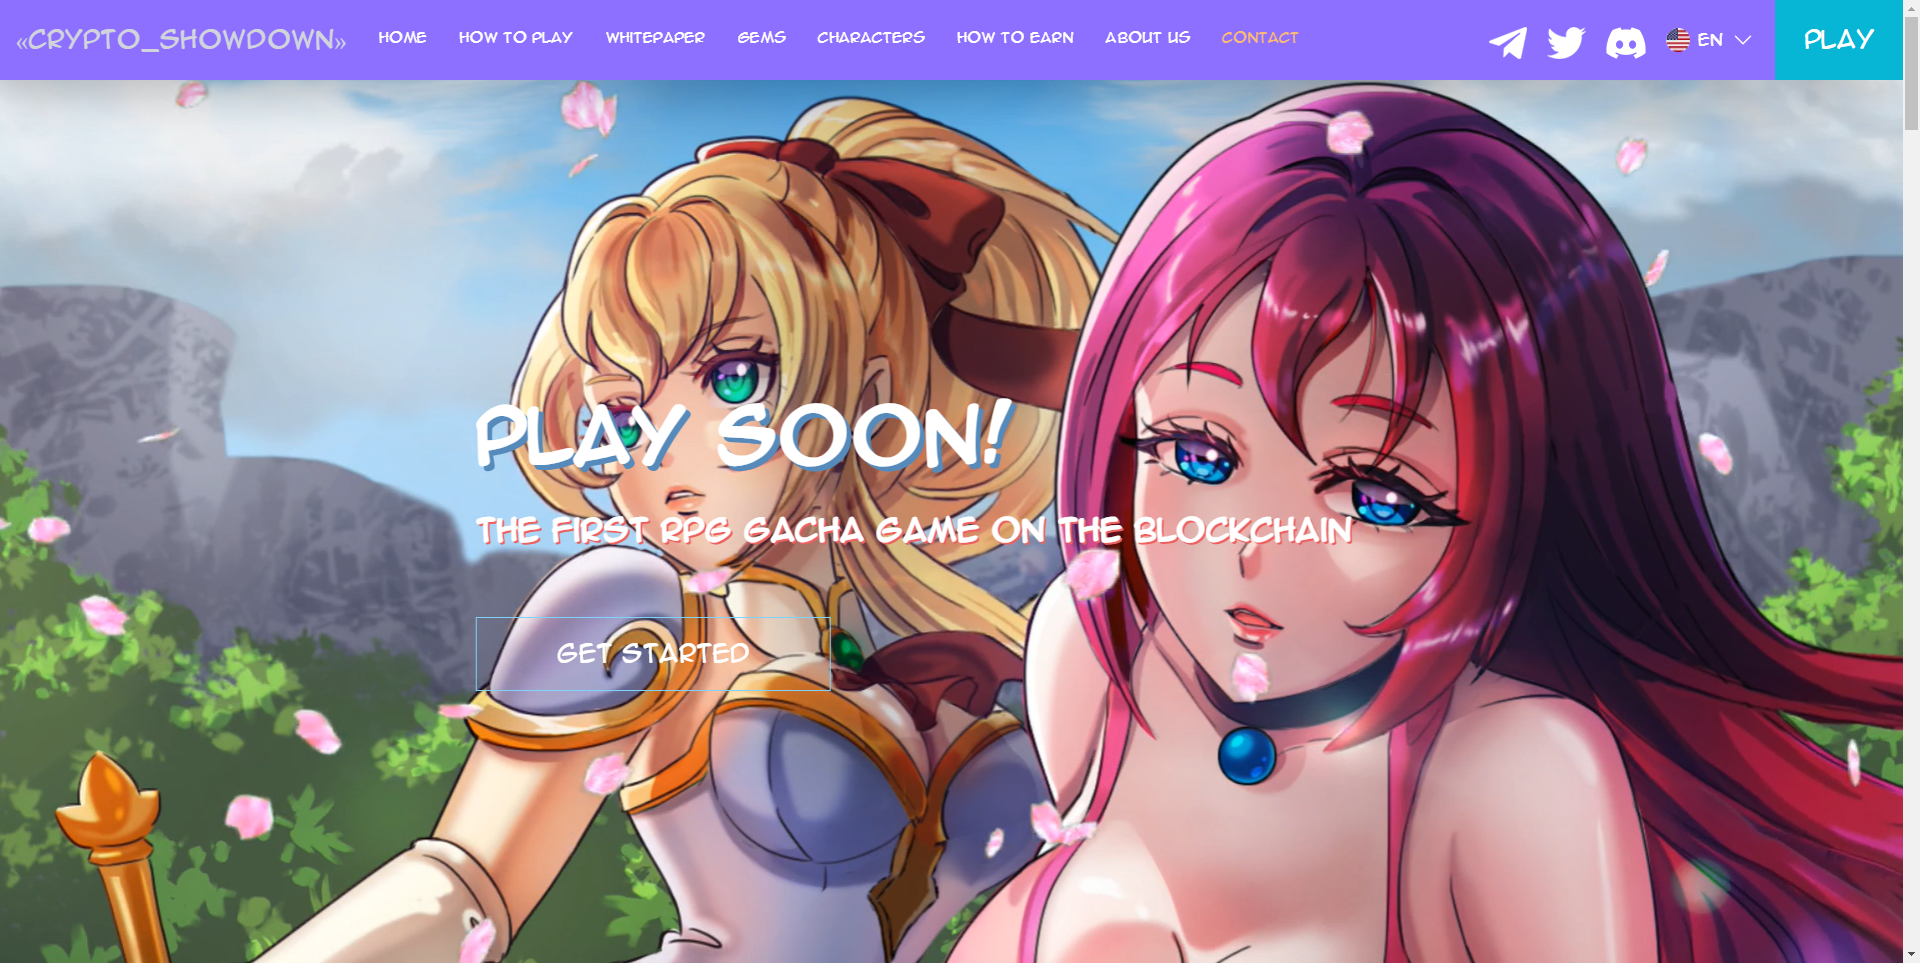 «CRYPTO_SHOWDOWN» HOME HOW TO PLAY WHITEPAPER GEMS CHARACTERS HOW TO EARN ABOUT US CONTACT EN PLAY
PLAY SOON!
THE FIRST RPG GACHA GAME ON THE BLOCKCHAIN
GET STARTED